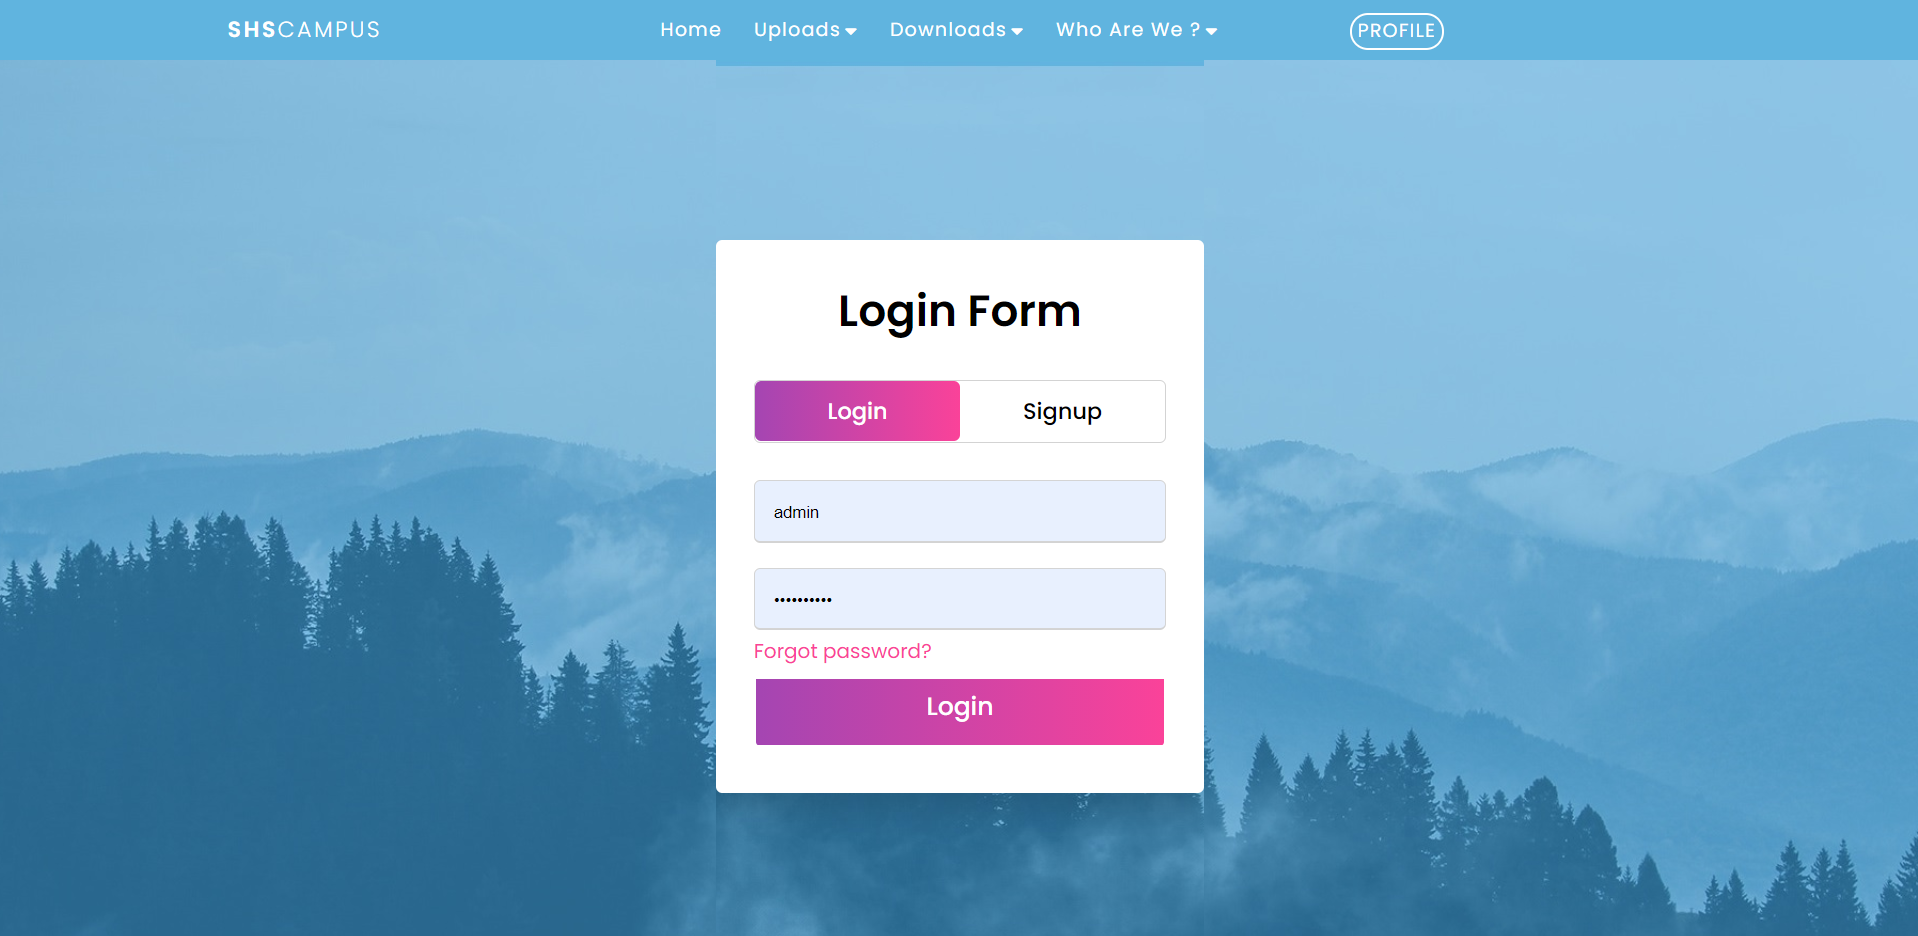 SHSCAMPUS Home Uploads Downloads Who Are We ? PROFILE
Login Form
Login Signup
admin
••••••••••
Forgot password?
Login